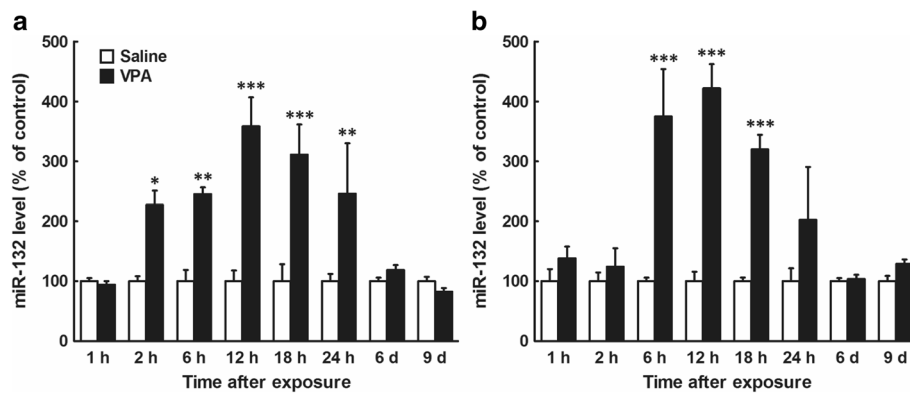 a
500
400
300
200
100
0
miR-132 level (% of control)
Saline
VPA
*
**
***
***
**
1 h 2 h 6 h 12 h 18 h 24 h 6 d 9 d
Time after exposure
b
500
400
300
200
100
0
miR-132 level (% of control)
***
***
***
1 h 2 h 6 h 12 h 18 h 24 h 6 d 9 d
Time after exposure